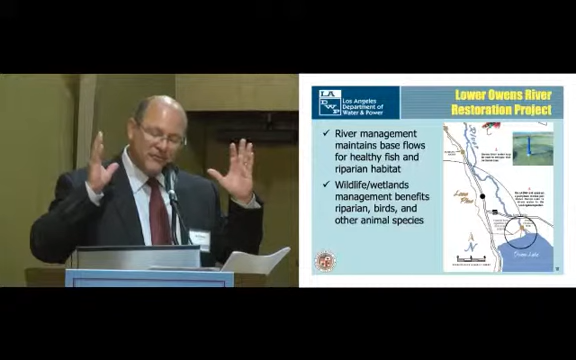 LA
DWP
Los Angeles
Department of
Water & Power
Lower Owens River
Restoration Project
✓ River management
maintains base flows
for healthy fish and
riparian habitat
✓ Wildlife/wetlands
management benefits
riparian, birds, and
other animal species
Lone
Pine
N
Owens Lake